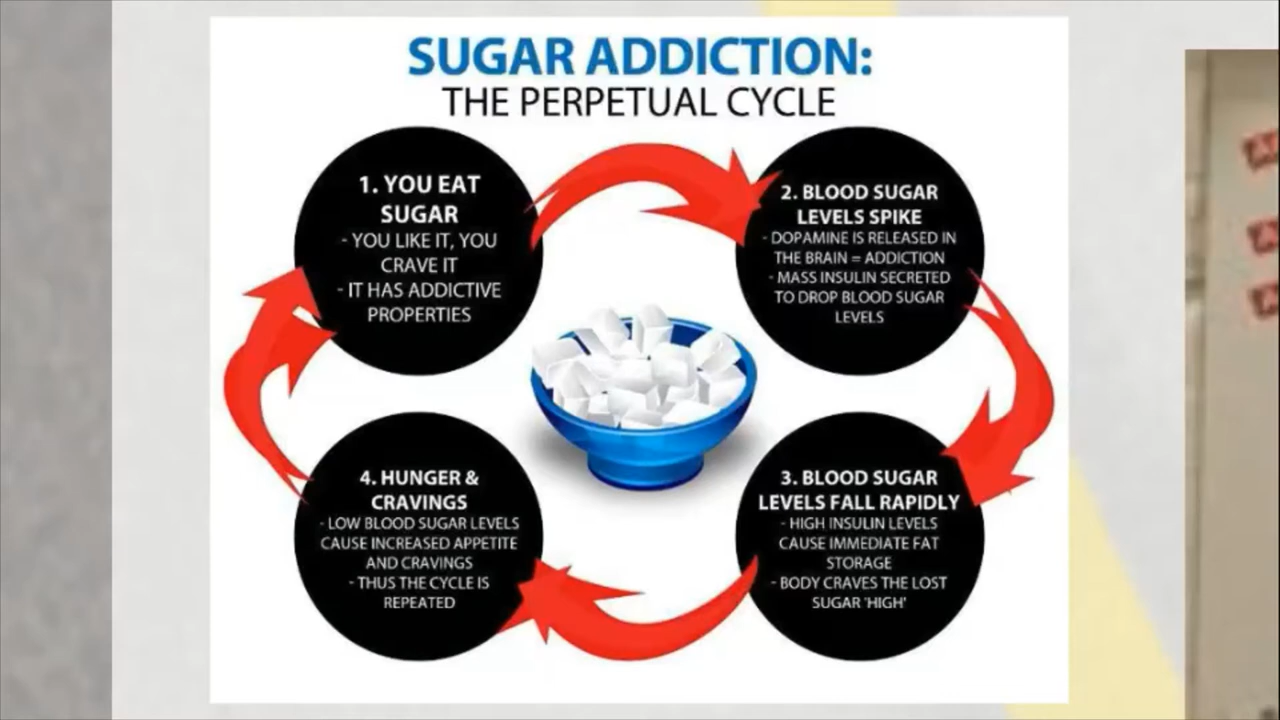 SUGAR ADDICTION:
THE PERPETUAL CYCLE
1. YOU EAT
SUGAR
- YOU LIKE IT, YOU
CRAVE IT
- IT HAS ADDICTIVE
PROPERTIES
2. BLOOD SUGAR
LEVELS SPIKE
- DOPAMINE IS RELEASED IN
THE BRAIN = ADDICTION
- MASS INSULIN SECRETED
TO DROP BLOOD SUGAR
LEVELS
3. BLOOD SUGAR
LEVELS FALL RAPIDLY
- HIGH INSULIN LEVELS
CAUSE IMMEDIATE FAT
STORAGE
- BODY CRAVES THE LOST
SUGAR 'HIGH'
4. HUNGER &
CRAVINGS
- LOW BLOOD SUGAR LEVELS
CAUSE INCREASED APPETITE
AND CRAVINGS
- THUS THE CYCLE IS
REPEATED